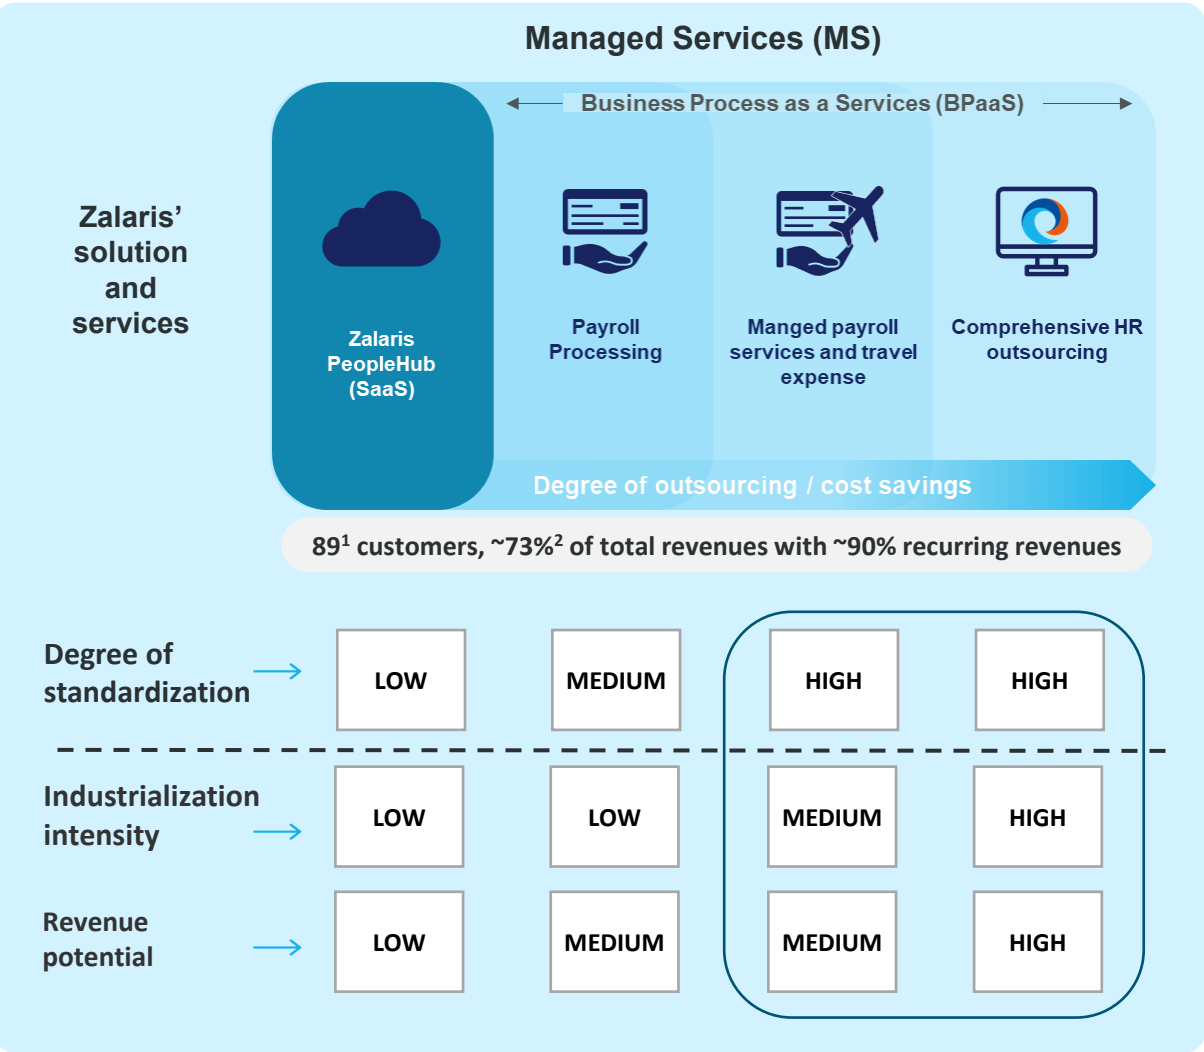 Managed Services (MS)
Business Process as a Services (BPaaS)
Zalaris’
solution
and
services
Zalaris
PeopleHub
(SaaS)
Payroll
Processing
Manged payroll
services and travel
expense
Comprehensive HR
outsourcing
Degree of outsourcing / cost savings
89¹ customers, ~73%² of total revenues with ~90% recurring revenues
Degree of
standardization
LOW
MEDIUM
HIGH
HIGH
Industrialization
intensity
LOW
LOW
MEDIUM
HIGH
Revenue
potential
LOW
MEDIUM
MEDIUM
HIGH